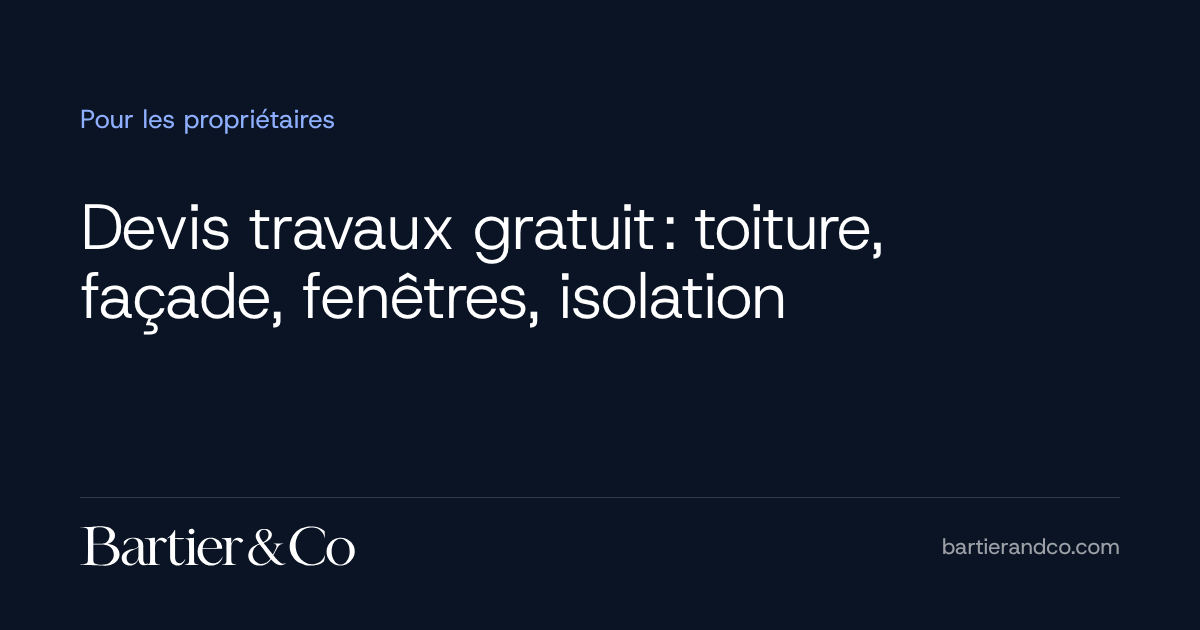 Pour les propriétaires
Devis travaux gratuit : toiture,
façade, fenêtres, isolation
Bartier & Co
bartierandco.com